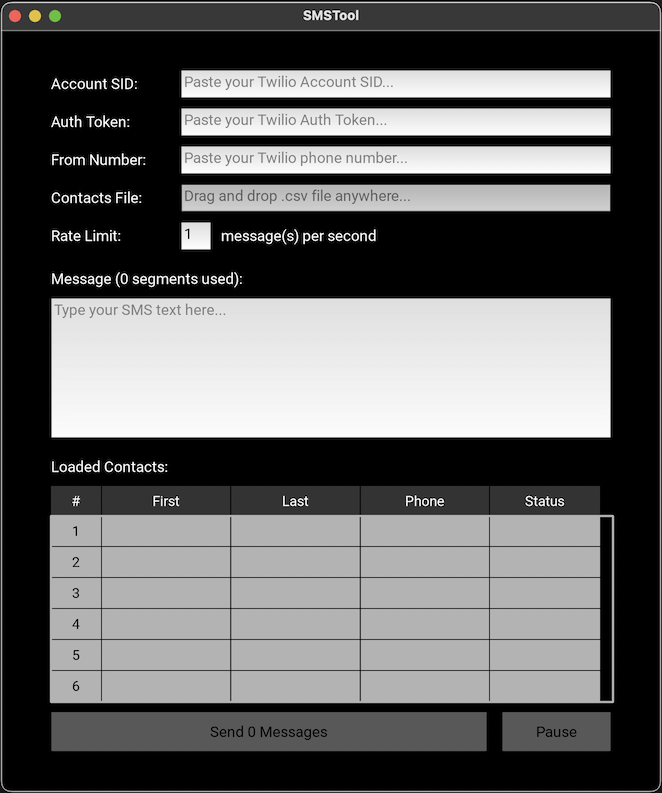 SMSTool
Account SID: Paste your Twilio Account SID...
Auth Token: Paste your Twilio Auth Token...
From Number: Paste your Twilio phone number...
Contacts File: Drag and drop .csv file anywhere...
Rate Limit: 1 message(s) per second
Message (0 segments used):
Type your SMS text here...
Loaded Contacts:
# First Last Phone Status
1
2
3
4
5
6
Send 0 Messages Pause